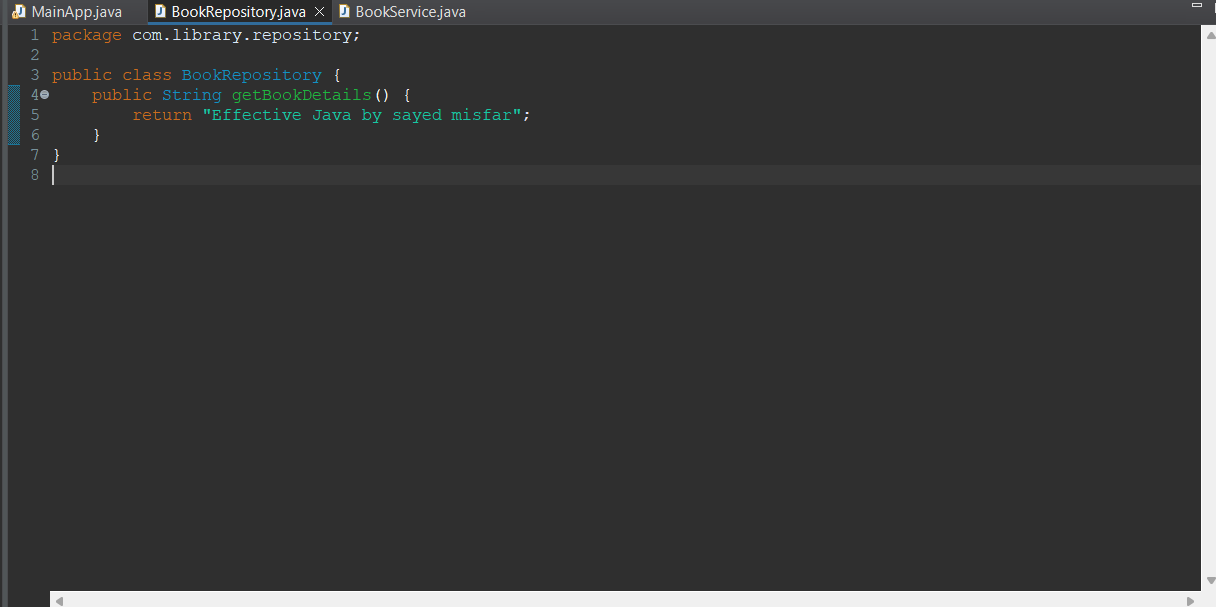 MainApp.java BookRepository.java BookService.java
1 package com.library.repository;
2
3 public class BookRepository {
4 public String getBookDetails() {
5 return "Effective Java by sayed misfar";
6 }
7 }
8